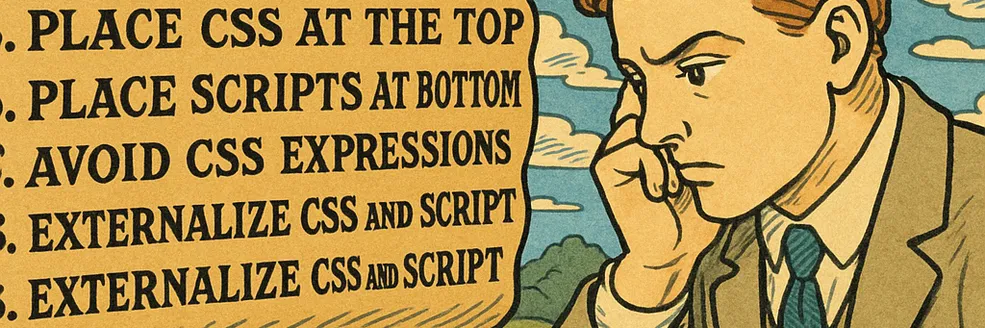 . PLACE CSS AT THE TOP
. PLACE SCRIPTS AT BOTTOM
. AVOID CSS EXPRESSIONS
. EXTERNALIZE CSS AND SCRIPT
. EXTERNALIZE CSS AND SCRIPT